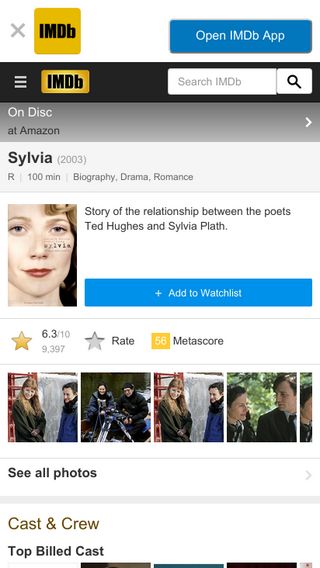 IMDb
Open IMDb App
IMDb
Search IMDb
On Disc
at Amazon
Sylvia (2003)
R | 100 min | Biography, Drama, Romance
sylvia
Story of the relationship between the poets
Ted Hughes and Sylvia Plath.
+ Add to Watchlist
6.3/10
9,397
Rate
56 Metascore
See all photos
Cast & Crew
Top Billed Cast